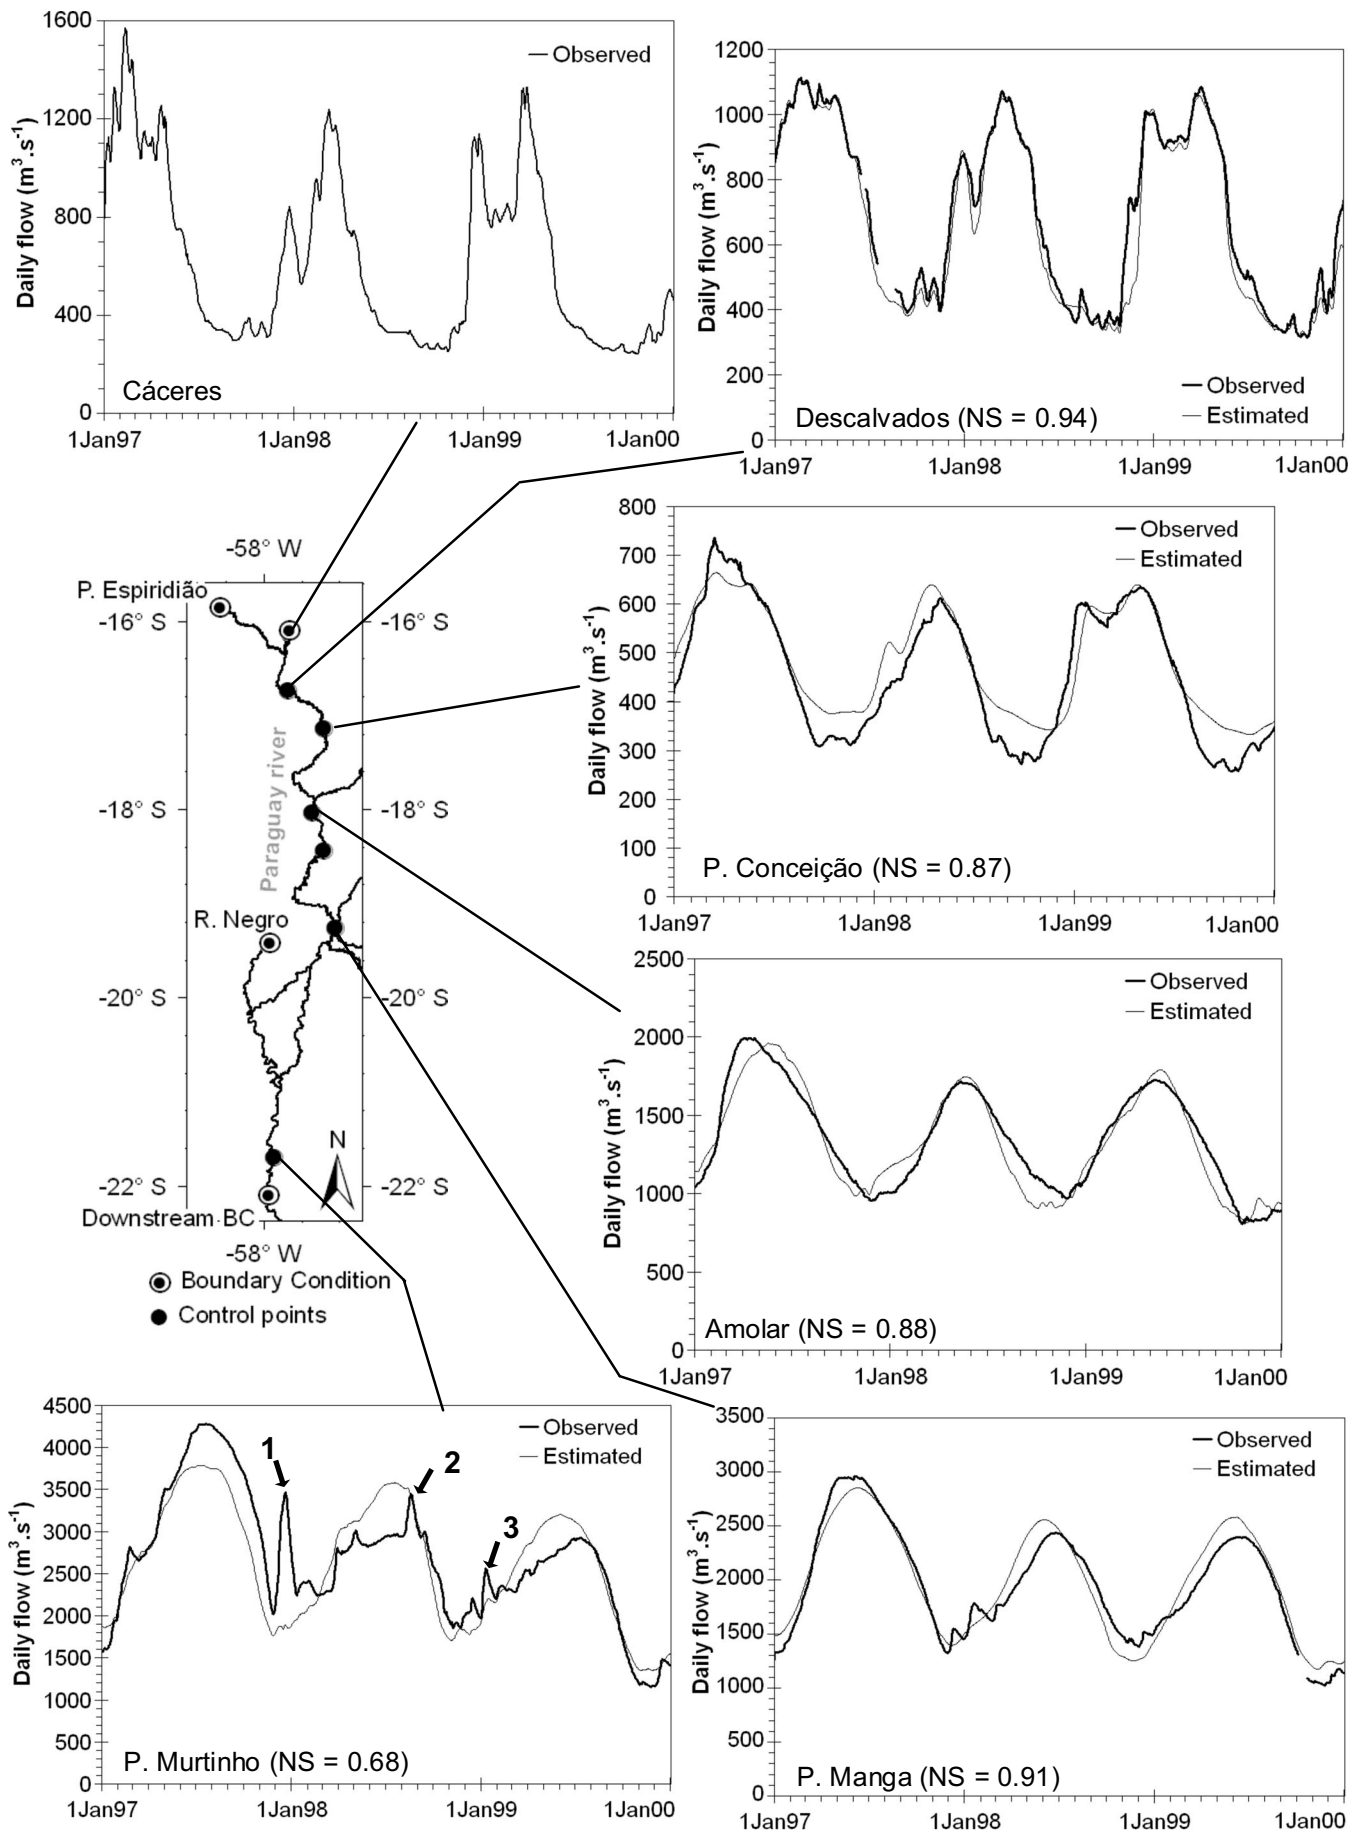 1600
1200
800
400
0
Daily flow (m³.s⁻¹)
Observed
Cáceres
1Jan97
1Jan98
1Jan99
1Jan00
1200
1000
800
600
400
200
0
Daily flow (m³.s⁻¹)
Observed
Estimated
Descalvados (NS = 0.94)
1Jan97
1Jan98
1Jan99
1Jan00
800
700
600
500
400
300
200
100
0
Daily flow (m³.s⁻¹)
Observed
Estimated
P. Conceição (NS = 0.87)
1Jan97
1Jan98
1Jan99
1Jan00
-58° W
P. Espiridião
-16° S
-16° S
Paraguay river
-18° S
-18° S
R. Negro
-20° S
-20° S
N
-22° S
-22° S
Downstream BC
-58° W
Boundary Condition
Control points
2500
2000
1500
1000
500
0
Daily flow (m³.s⁻¹)
Observed
Estimated
Amolar (NS = 0.88)
1Jan97
1Jan98
1Jan99
1Jan00
4500
4000
3500
3000
2500
2000
1500
1000
500
0
Daily flow (m³.s⁻¹)
Observed
Estimated
1
2
3
P. Murtinho (NS = 0.68)
1Jan97
1Jan98
1Jan99
1Jan00
3500
3000
2500
2000
1500
1000
500
0
Daily flow (m³.s⁻¹)
Observed
Estimated
P. Manga (NS = 0.91)
1Jan97
1Jan98
1Jan99
1Jan00